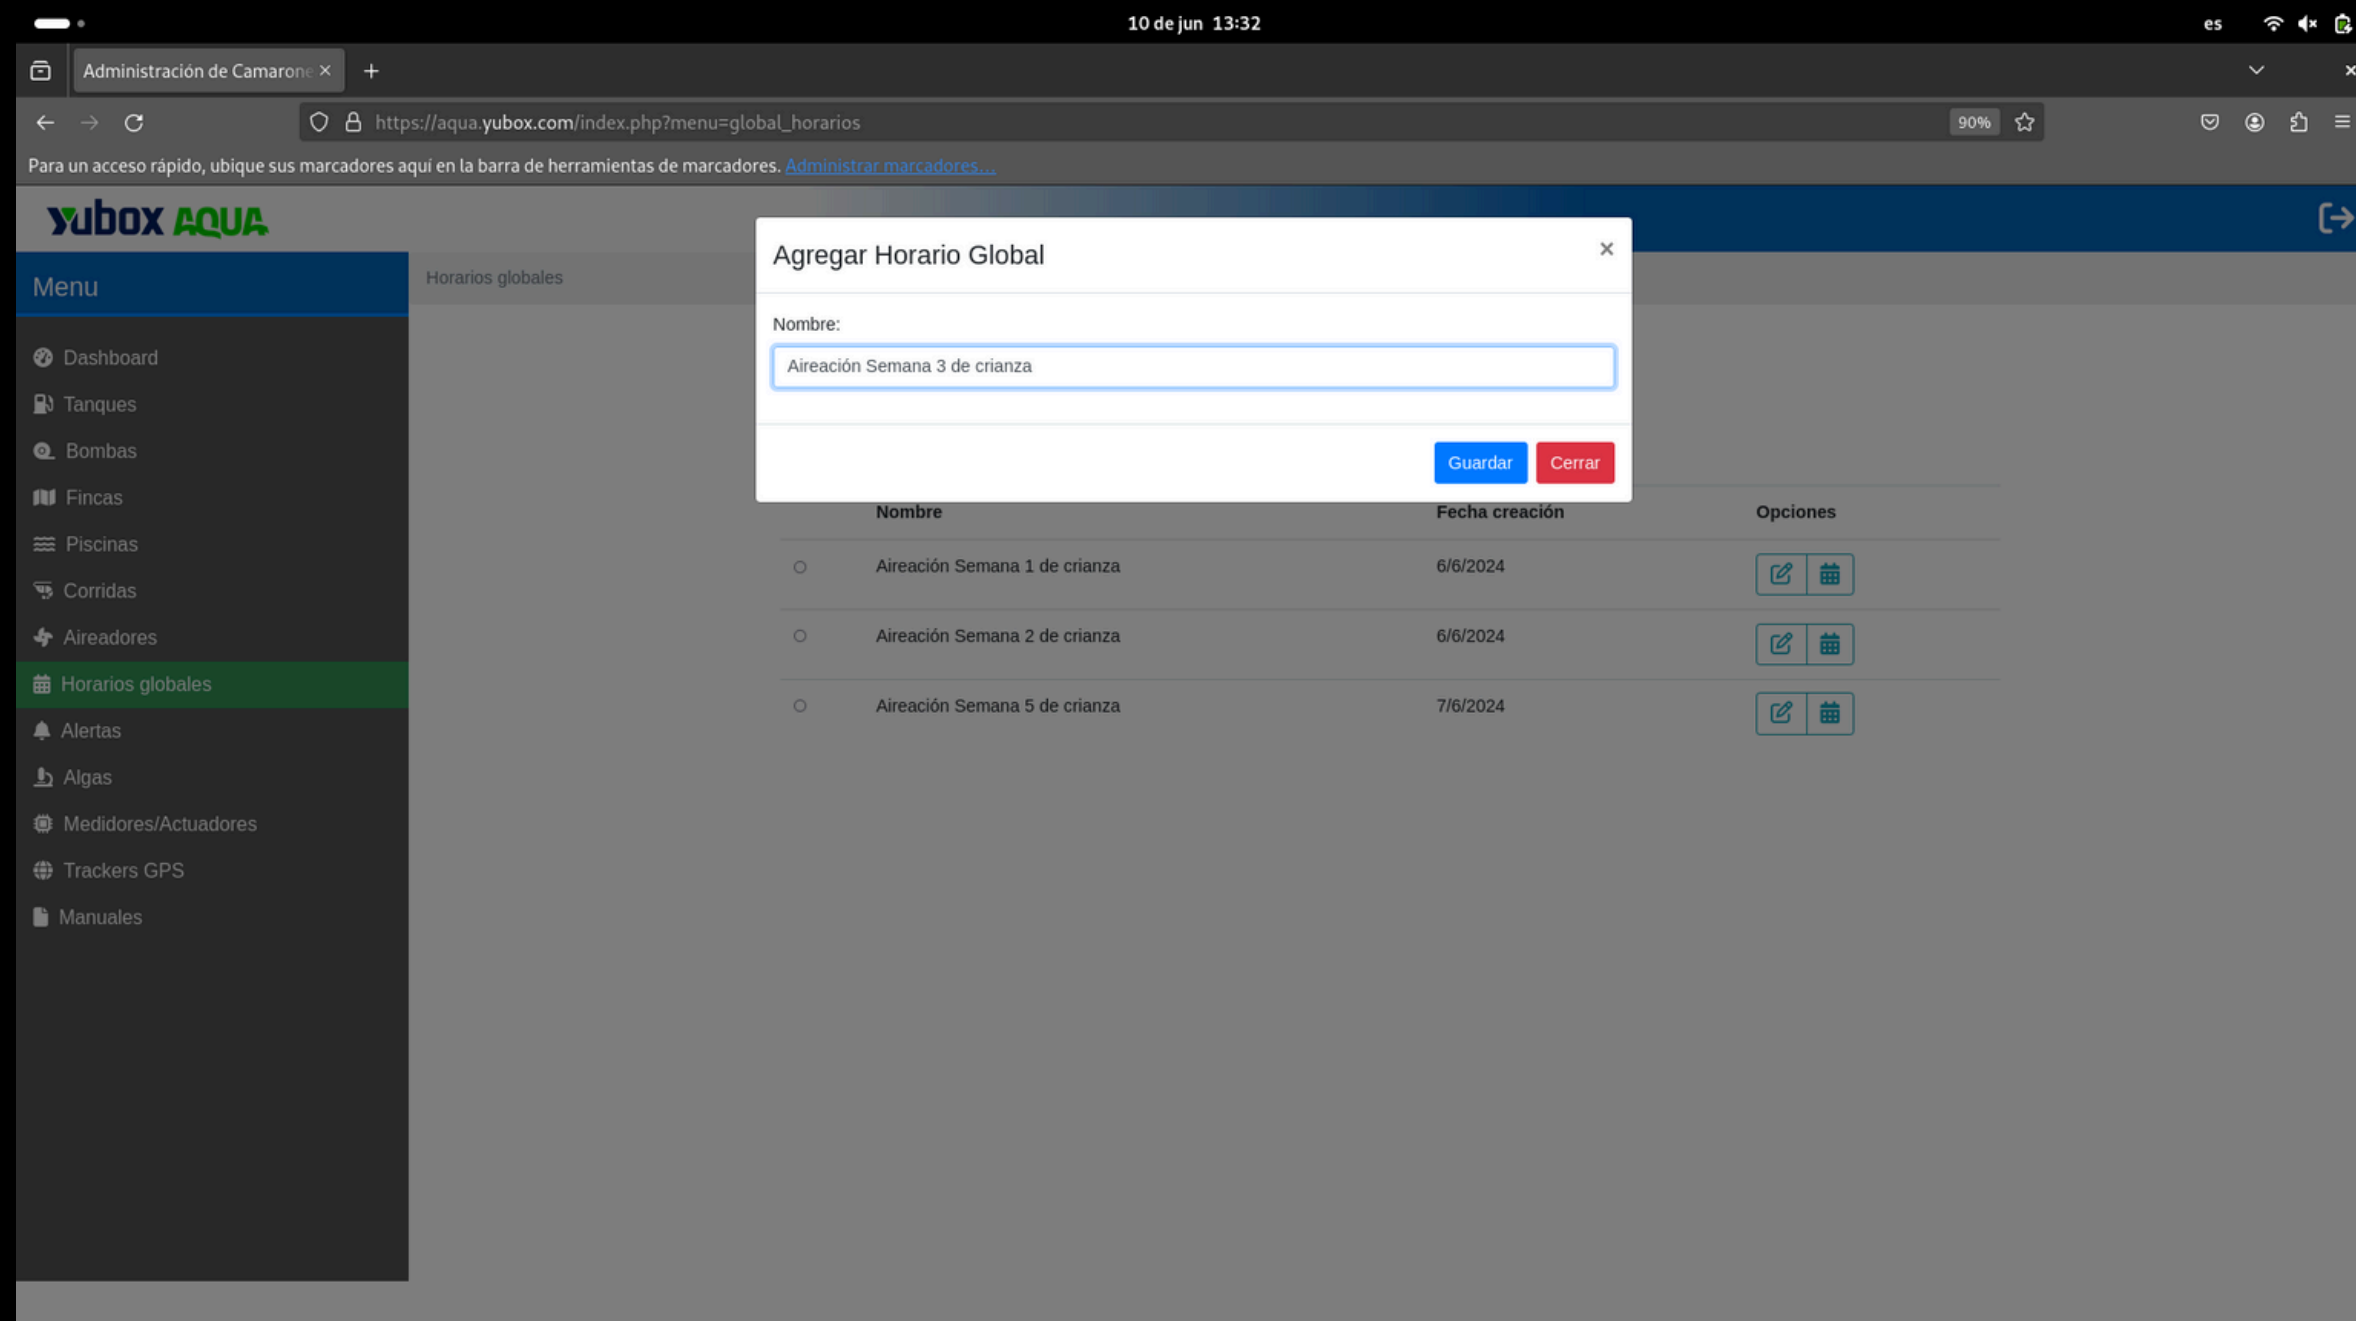 10 de jun 13:32
es
Administración de Camarone
https://aqua.yubox.com/index.php?menu=global_horarios
90%
Para un acceso rápido, ubique sus marcadores aquí en la barra de herramientas de marcadores. Administrar marcadores...
yubox AQUA
Menu
Horarios globales
Dashboard
Tanques
Bombas
Fincas
Piscinas
Corridas
Aireadores
Horarios globales
Alertas
Algas
Medidores/Actuadores
Trackers GPS
Manuales
Agregar Horario Global
Nombre:
Aireación Semana 3 de crianza
Guardar Cerrar
Nombre Fecha creación Opciones
Aireación Semana 1 de crianza 6/6/2024
Aireación Semana 2 de crianza 6/6/2024
Aireación Semana 5 de crianza 7/6/2024